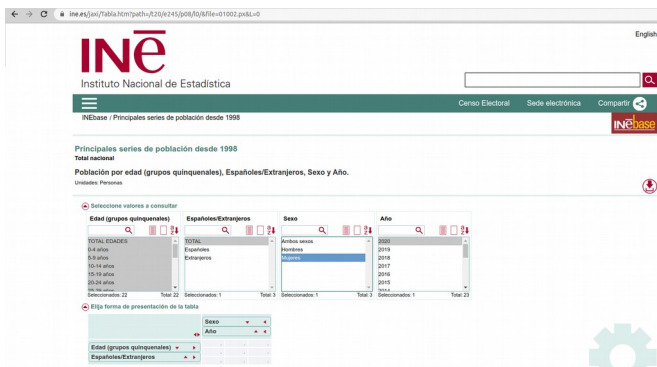 ine.es/jaxi/Tabla.htm?path=/t20/e245/p08/l0/&file=01002.px&L=0
English
INe
Instituto Nacional de Estadística
Censo Electoral Sede electrónica Compartir
INEbase / Principales series de población desde 1998
INEbase
Principales series de población desde 1998
Total nacional
Población por edad (grupos quinquenales), Españoles/Extranjeros, Sexo y Año.
Unidades: Personas
Seleccione valores a consultar
Edad (grupos quinquenales) Españoles/Extranjeros Sexo Año
TOTAL EDADES TOTAL Ambos sexos 2020
0-4 años Españoles Hombres 2019
5-9 años Extranjeros Mujeres 2018
10-14 años 2017
15-19 años 2016
20-24 años 2015
25-29 años 2014
Seleccionados: 22 Total: 22 Seleccionados: 1 Total: 3 Seleccionados: 1 Total: 3 Seleccionados: 1 Total: 23
Elija forma de presentación de la tabla
Sexo
Año
Edad (grupos quinquenales)
Españoles/Extranjeros